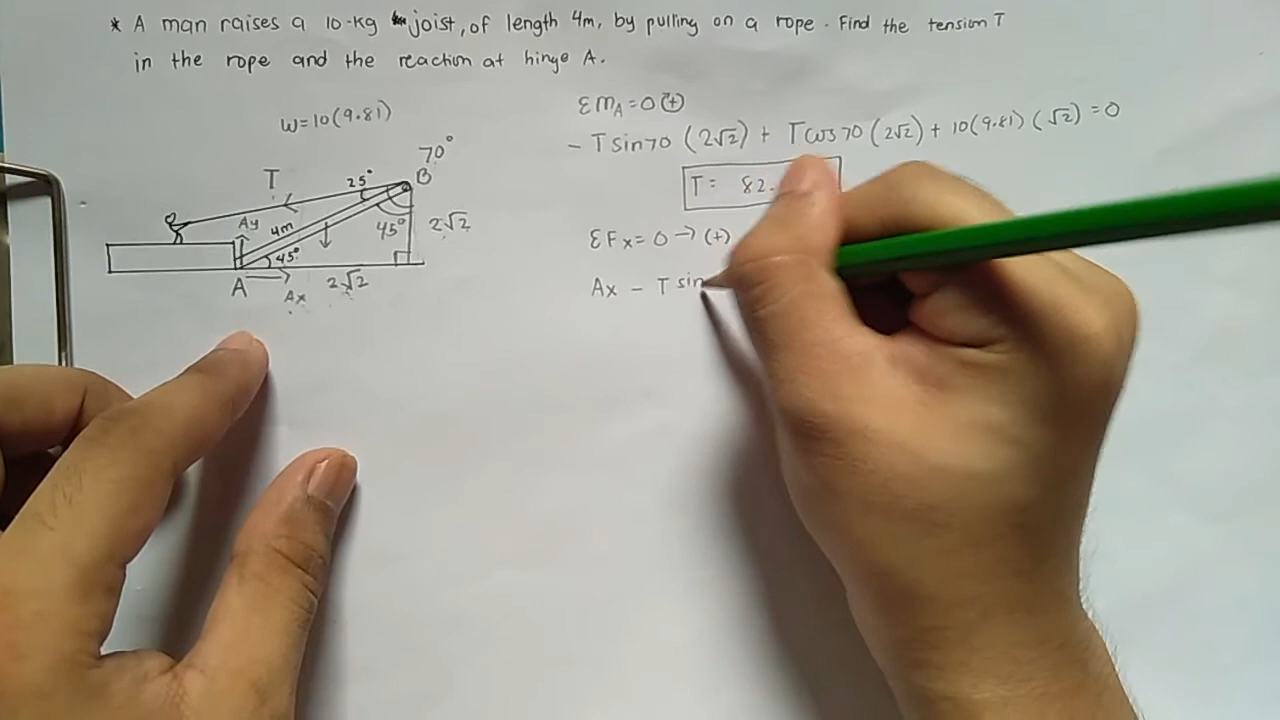 * A man raises a 10-kg joist, of length 4m, by pulling on a rope. Find the tension T
in the rope and the reaction at hinge A.
W=10(9.81)
ΣMA=0 (+)
- Tsin70 (2√2) + Tcos70 (2√2) + 10(9.81) (√2) =0
T= 82.
ΣFx=0 → (+)
Ax - T sin
70°
T
25°
B
Ay
4m
45°
2√2
45°
A
Ax
2√2